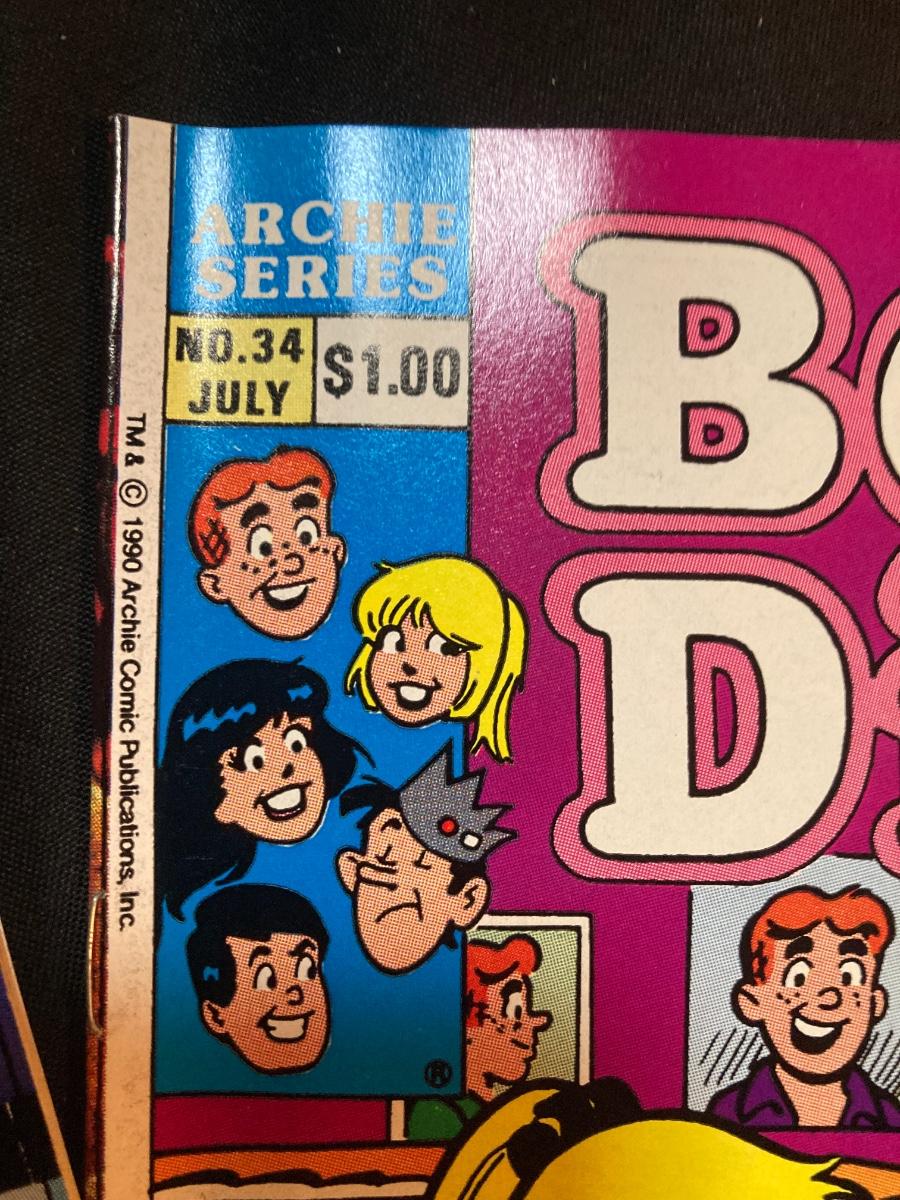 ARCHIE
SERIES
NO.34
JULY
$1.00
TM & © 1990 Archie Comic Publications, Inc.
B
D
®